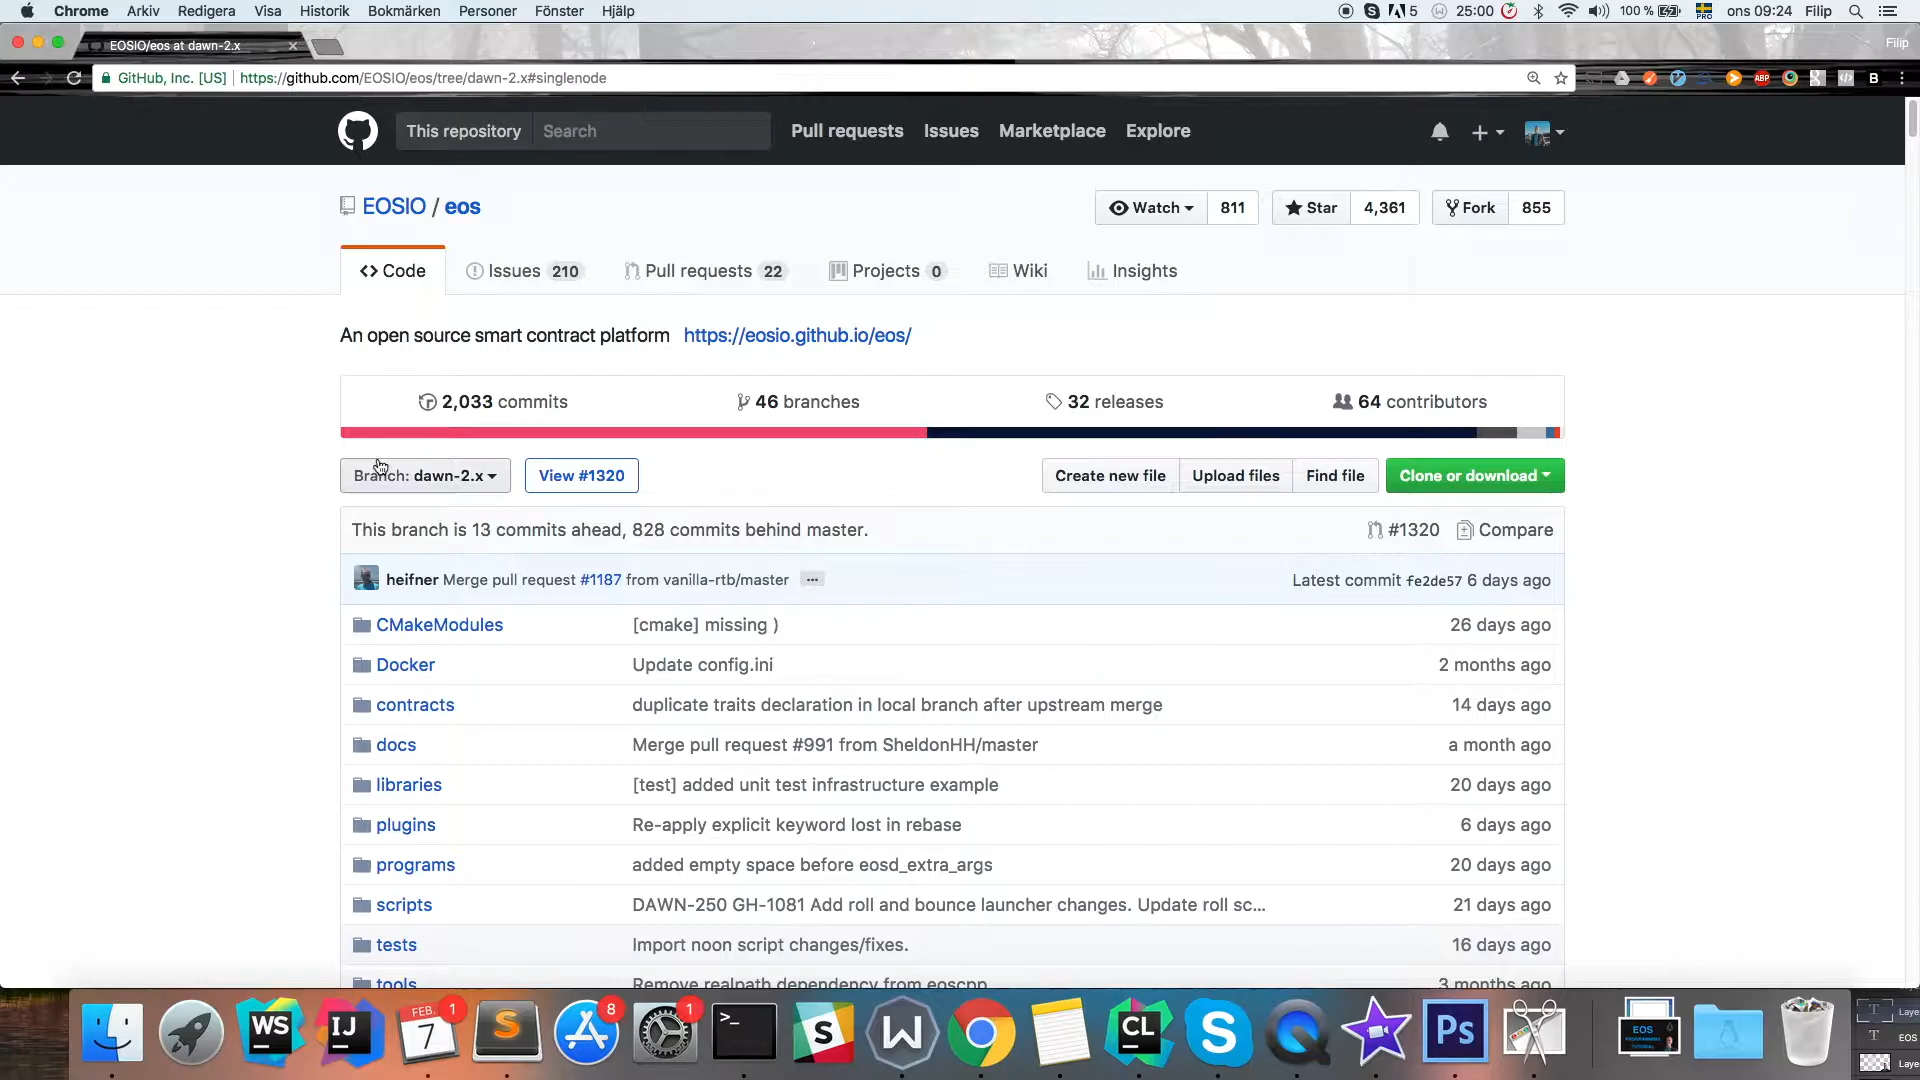 Chrome Arkiv Redigera Visa Historik Bokmärken Personer Fönster Hjälp 5 25:00 100 % PRO ons 09:24 Filip
EOSIO/eos at dawn-2.x Filip
GitHub, Inc. [US] https://github.com/EOSIO/eos/tree/dawn-2.x#singlenode ABP B
This repository Search Pull requests Issues Marketplace Explore
EOSIO / eos Watch 811 Star 4,361 Fork 855
Code Issues 210 Pull requests 22 Projects 0 Wiki Insights
An open source smart contract platform https://eosio.github.io/eos/
2,033 commits 46 branches 32 releases 64 contributors
Branch: dawn-2.x View #1320 Create new file Upload files Find file Clone or download
This branch is 13 commits ahead, 828 commits behind master. #1320 Compare
heifner Merge pull request #1187 from vanilla-rtb/master ... Latest commit fe2de57 6 days ago
CMakeModules [cmake] missing ) 26 days ago
Docker Update config.ini 2 months ago
contracts duplicate traits declaration in local branch after upstream merge 14 days ago
docs Merge pull request #991 from SheldonHH/master a month ago
libraries [test] added unit test infrastructure example 20 days ago
plugins Re-apply explicit keyword lost in rebase 6 days ago
programs added empty space before eosd_extra_args 20 days ago
scripts DAWN-250 GH-1081 Add roll and bounce launcher changes. Update roll sc... 21 days ago
tests Import noon script changes/fixes. 16 days ago
tools Remove realpath dependency from eoscpp 3 months ago
WS IJ FEB. 7 1 S 8 1 >_ S W CL S Ps EOS PROGRAMMING TUTORIAL
T Laye
T EOS
Laye